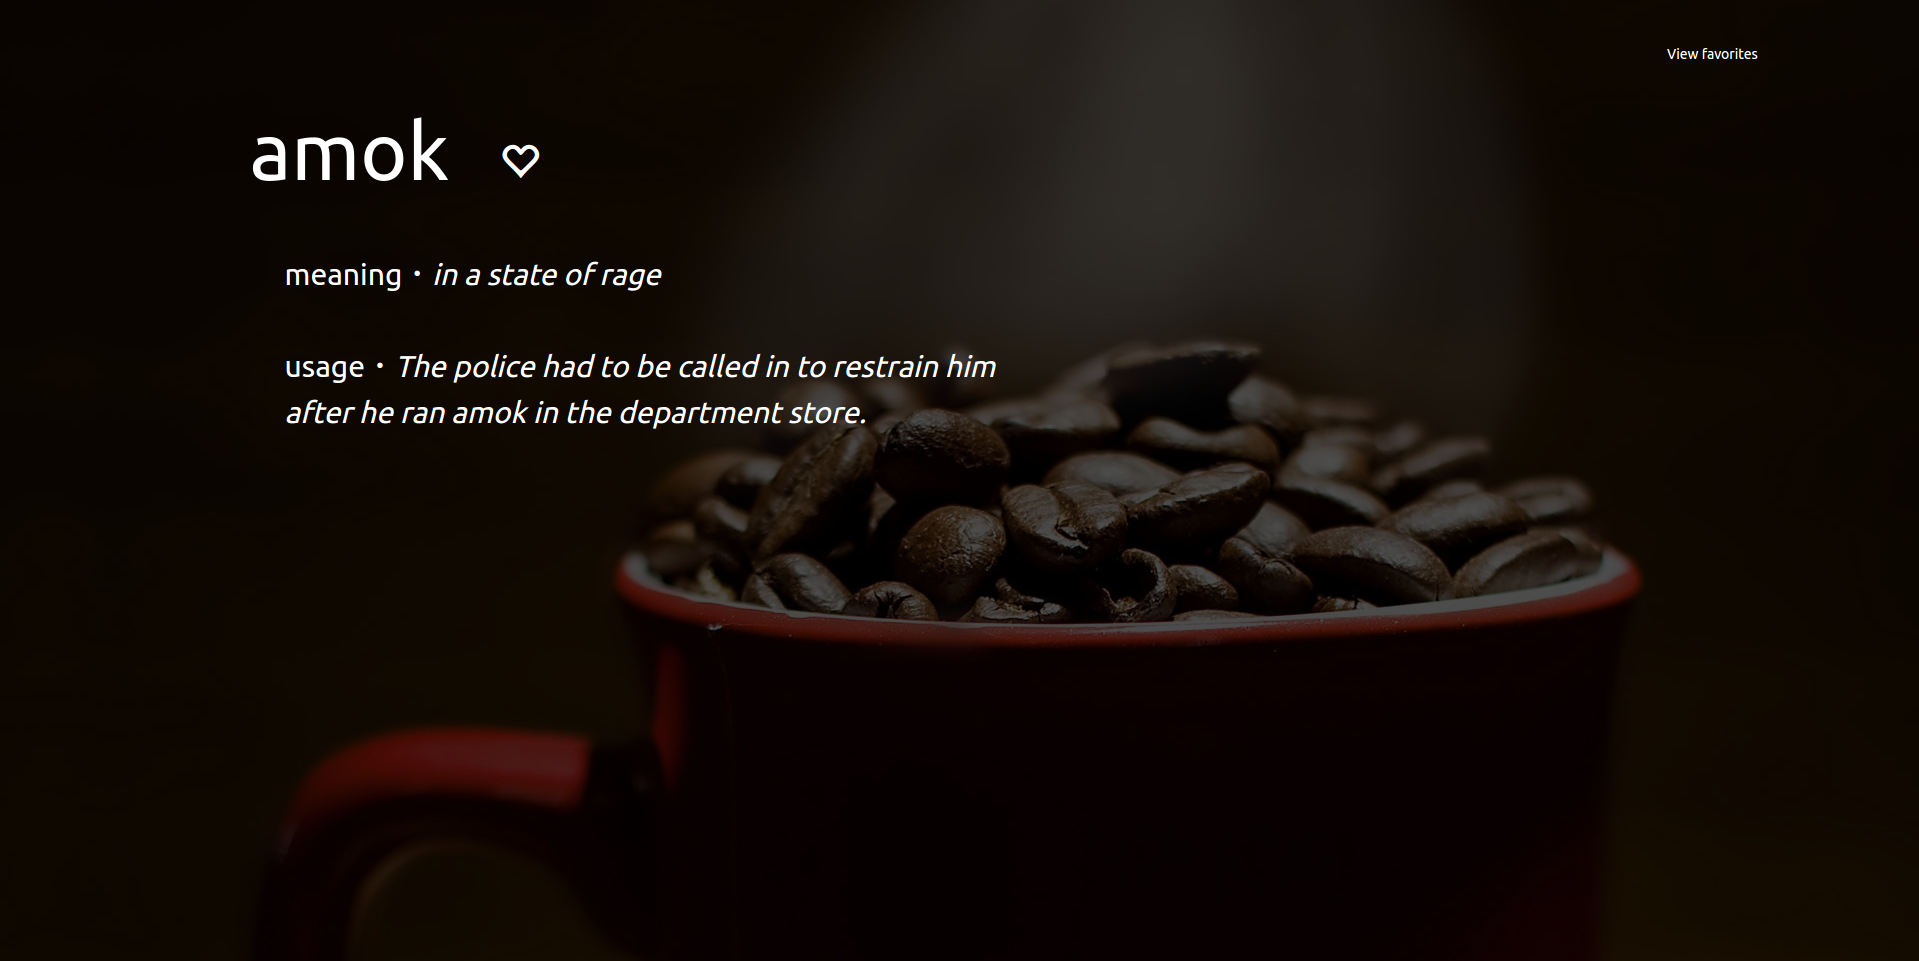 View favorites
amok
meaning • in a state of rage
usage • The police had to be called in to restrain him
after he ran amok in the department store.